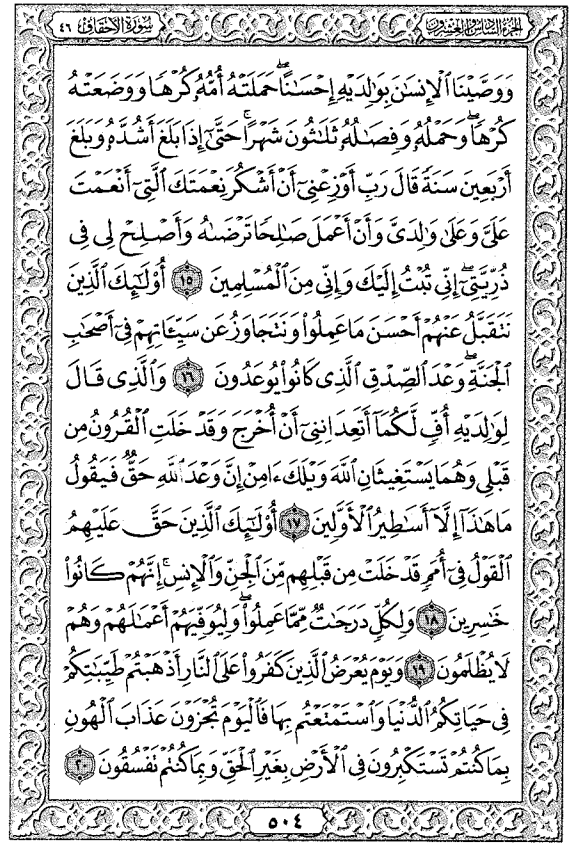 الجزء السادس والعشرون
سورة الأحقاف ٤٦
وَوَصَّيْنَا ٱلْإِنسَٰنَ بِوَٰلِدَيْهِ إِحْسَٰنًا ۖ حَمَلَتْهُ أُمُّهُۥ كُرْهًا وَوَضَعَتْهُ
كُرْهًا ۖ وَحَمْلُهُۥ وَفِصَٰلُهُۥ ثَلَٰثُونَ شَهْرًا ۚ حَتَّىٰٓ إِذَا بَلَغَ أَشُدَّهُۥ وَبَلَغَ
أَرْبَعِينَ سَنَةً قَالَ رَبِّ أَوْزِعْنِىٓ أَنْ أَشْكُرَ نِعْمَتَكَ ٱلَّتِىٓ أَنْعَمْتَ
عَلَىَّ وَعَلَىٰ وَٰلِدَىَّ وَأَنْ أَعْمَلَ صَٰلِحًا تَرْضَىٰهُ وَأَصْلِحْ لِى فِى
ذُرِّيَّتِىٓ ۖ إِنِّى تُبْتُ إِلَيْكَ وَإِنِّى مِنَ ٱلْمُسْلِمِينَ ١٥ أُو۟لَٰٓئِكَ ٱلَّذِينَ
نَتَقَبَّلُ عَنْهُمْ أَحْسَنَ مَا عَمِلُوا۟ وَنَتَجَاوَزُ عَن سَيِّـَٔاتِهِمْ فِىٓ أَصْحَٰبِ
ٱلْجَنَّةِ ۖ وَعْدَ ٱلصِّدْقِ ٱلَّذِى كَانُوا۟ يُوعَدُونَ ١٦ وَٱلَّذِى قَالَ
لِوَٰلِدَيْهِ أُفٍّ لَّكُمَآ أَتَعِدَانِنِىٓ أَنْ أُخْرَجَ وَقَدْ خَلَتِ ٱلْقُرُونُ مِن
قَبْلِى وَهُمَا يَسْتَغِيثَانِ ٱللَّهَ وَيْلَكَ ءَامِنْ إِنَّ وَعْدَ ٱللَّهِ حَقٌّ فَيَقُولُ
مَا هَٰذَآ إِلَّآ أَسَٰطِيرُ ٱلْأَوَّلِينَ ١٧ أُو۟لَٰٓئِكَ ٱلَّذِينَ حَقَّ عَلَيْهِمُ
ٱلْقَوْلُ فِىٓ أُمَمٍ قَدْ خَلَتْ مِن قَبْلِهِم مِّنَ ٱلْجِنِّ وَٱلْإِنسِ ۖ إِنَّهُمْ كَانُوا۟
خَٰسِرِينَ ١٨ وَلِكُلٍّ دَرَجَٰتٌ مِّمَّا عَمِلُوا۟ ۖ وَلِيُوَفِّيَهُمْ أَعْمَٰلَهُمْ وَهُمْ
لَا يُظْلَمُونَ ١٩ وَيَوْمَ يُعْرَضُ ٱلَّذِينَ كَفَرُوا۟ عَلَى ٱلنَّارِ أَذْهَبْتُمْ طَيِّبَٰتِكُمْ
فِى حَيَاتِكُمُ ٱلدُّنْيَا وَٱسْتَمْتَعْتُم بِهَا فَٱلْيَوْمَ تُجْزَوْنَ عَذَابَ ٱلْهُونِ
بِمَا كُنتُمْ تَسْتَكْبِرُونَ فِى ٱلْأَرْضِ بِغَيْرِ ٱلْحَقِّ وَبِمَا كُنتُمْ تَفْسُقُونَ ٢٠
٥٠٤